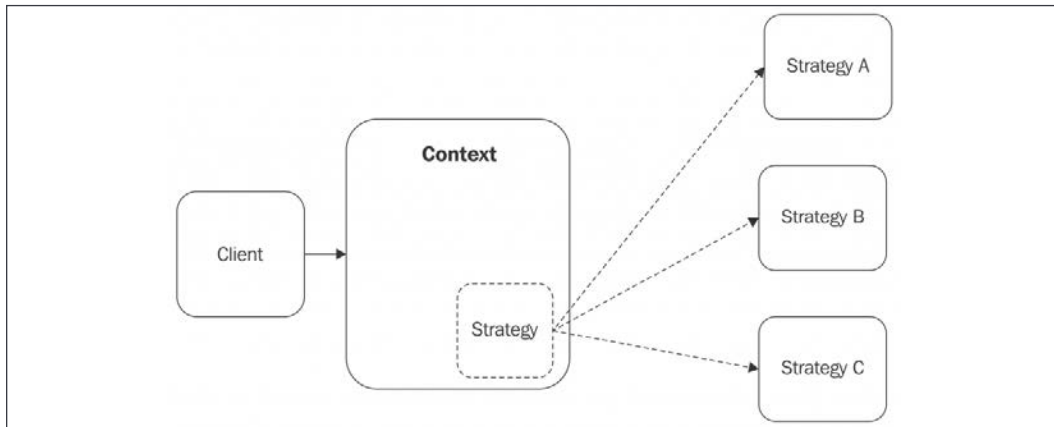 Strategy A
Context
Strategy B
Client
Strategy
Strategy C